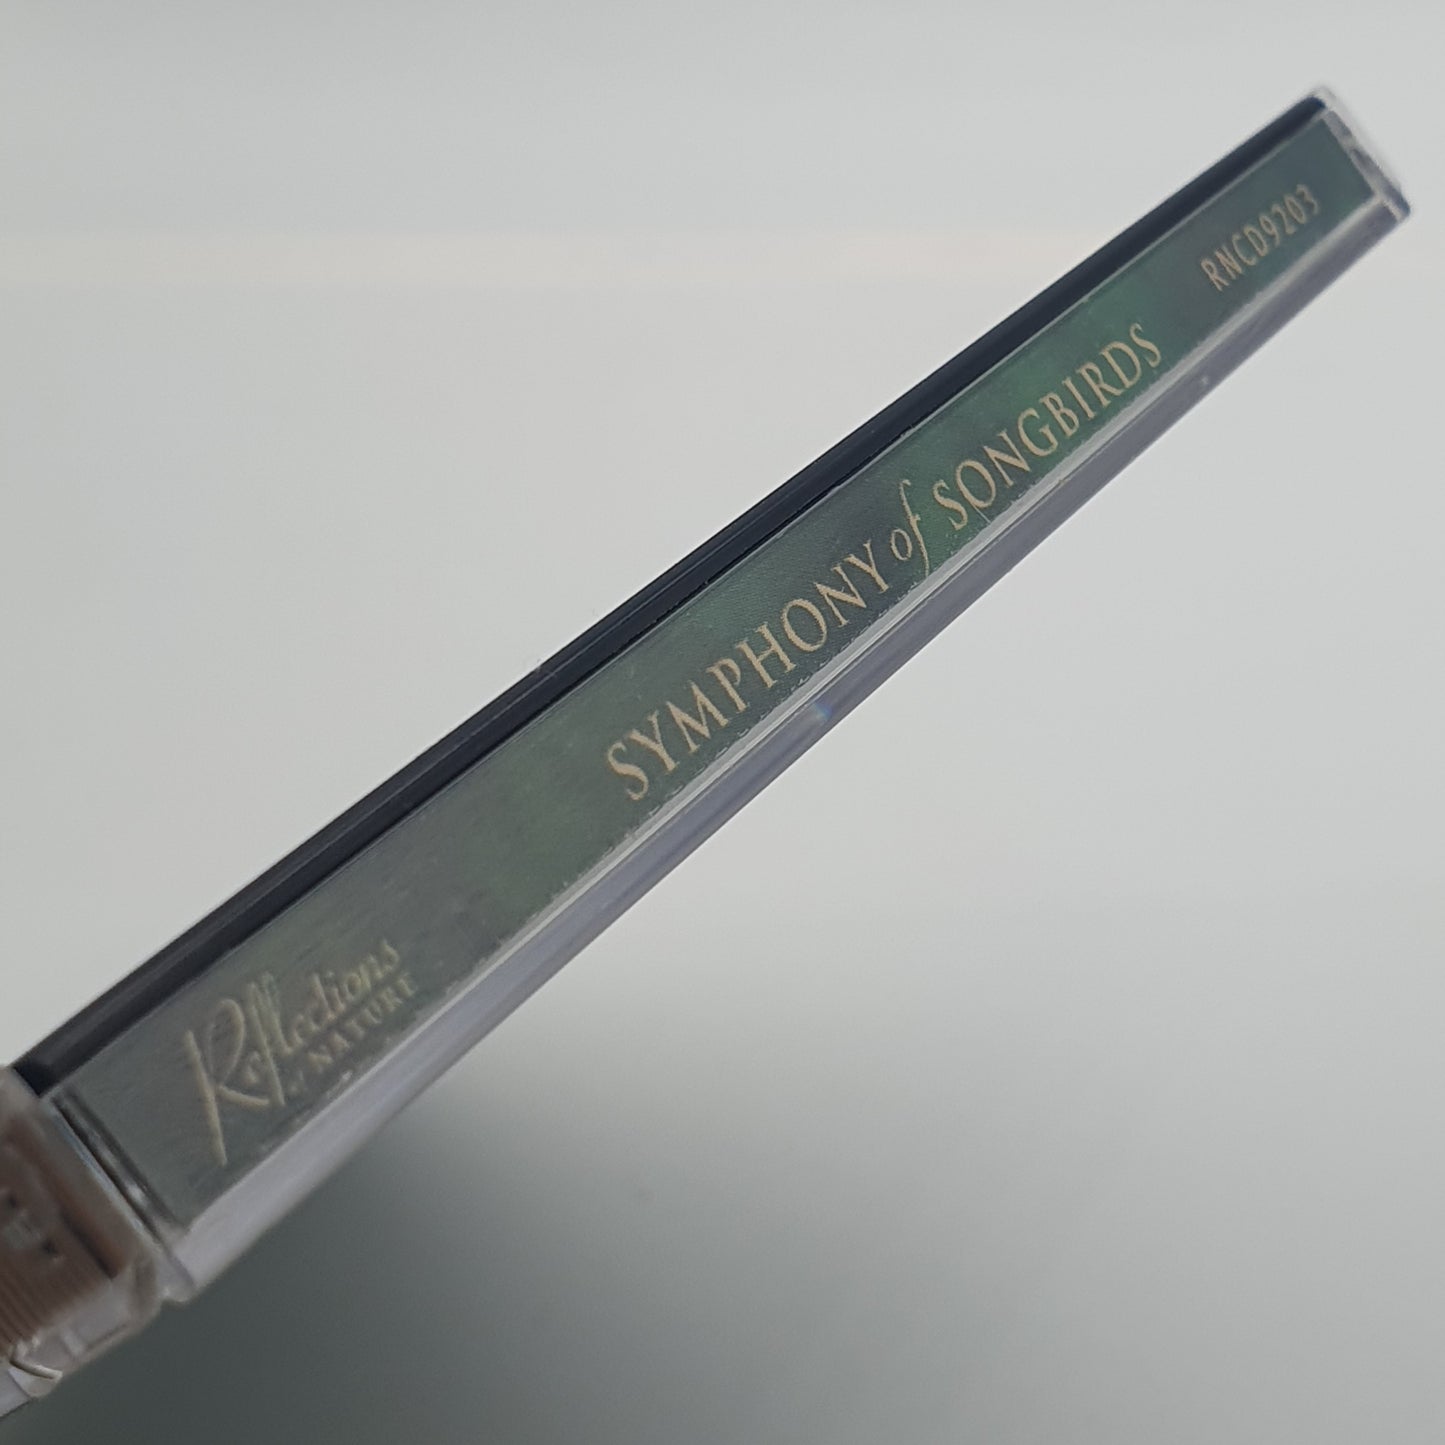 Reflections
of NATURE
SYMPHONY of SONGBIRDS
RNCD9203